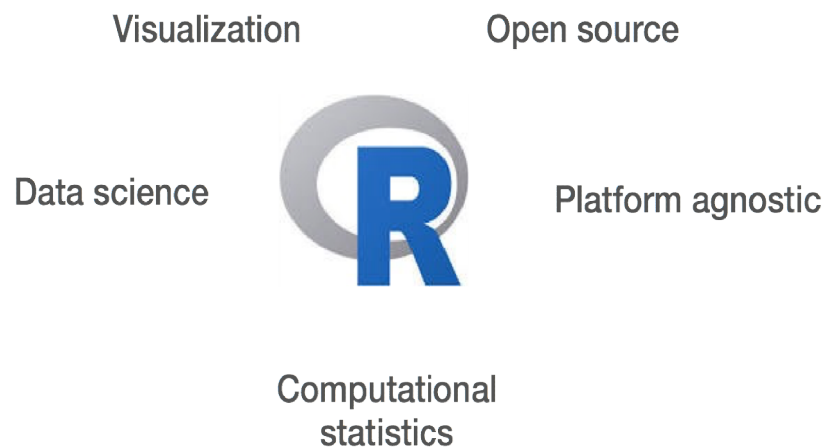 Visualization
Open source
R
Data science
Platform agnostic
Computational
statistics